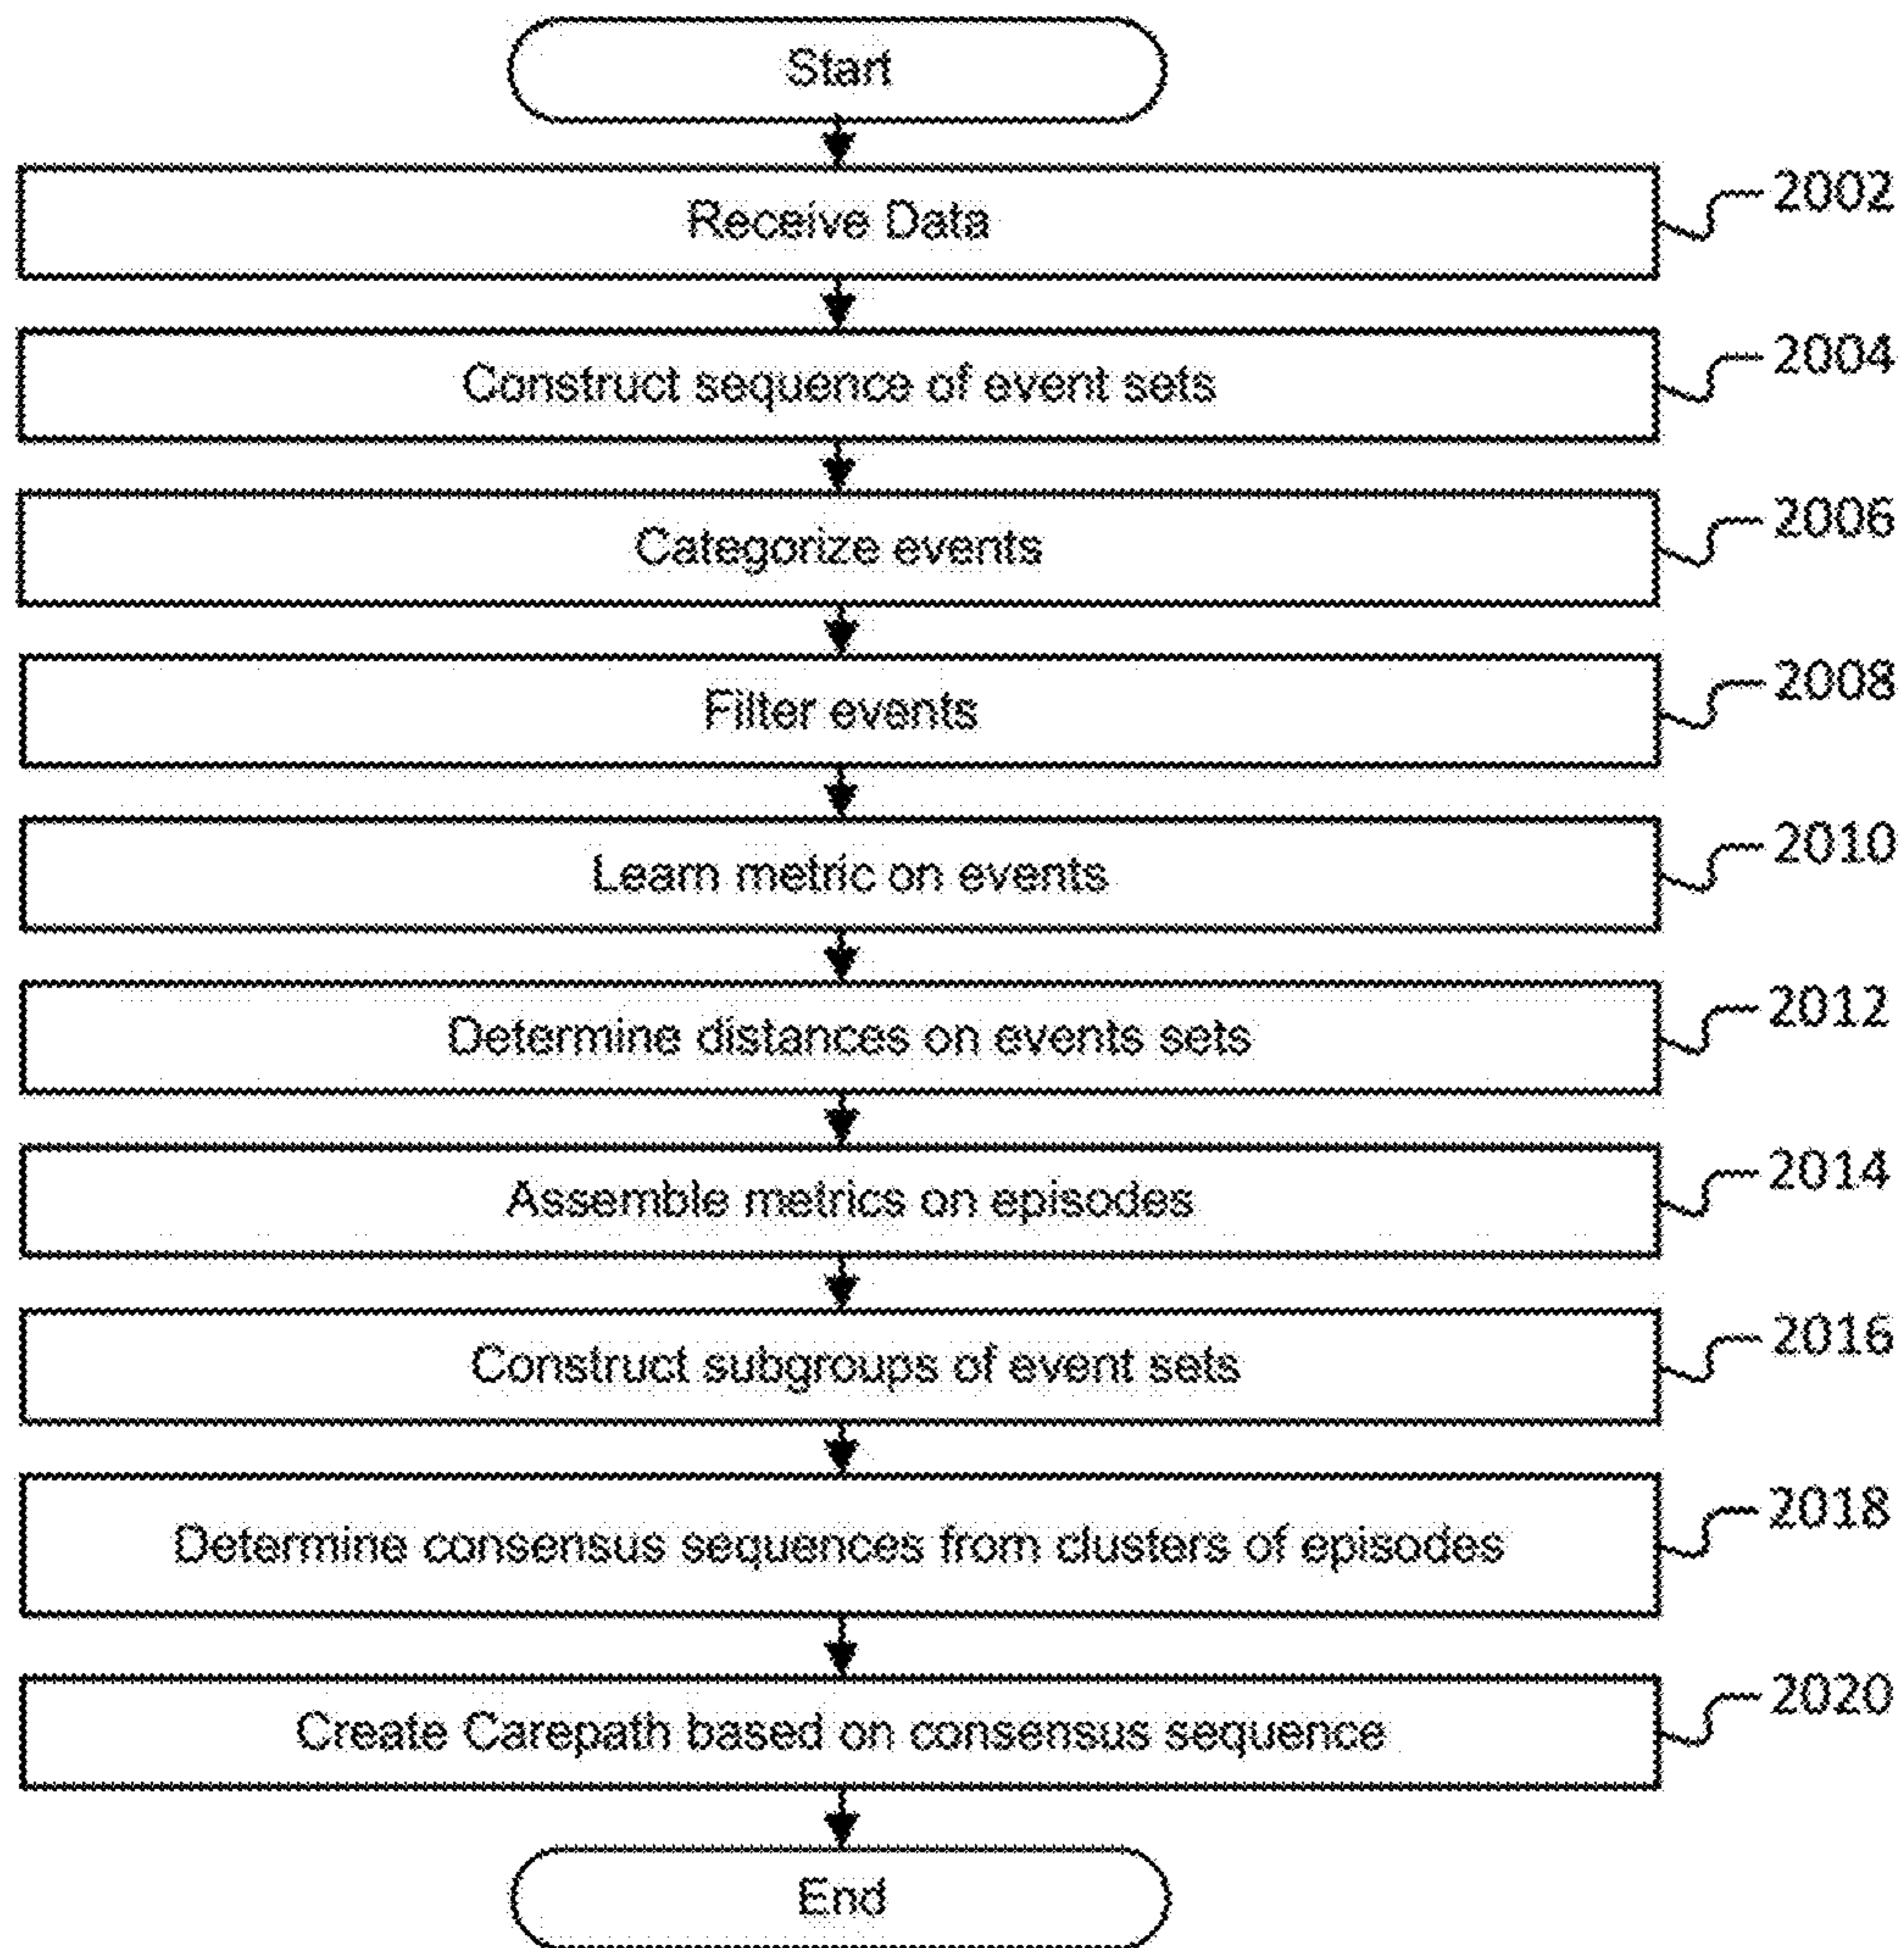 Start
Receive Data
2002
Construct sequence of event sets
2004
Categorize events
2006
Filter events
2008
Learn metric on events
2010
Determine distances on events sets
2012
Assemble metrics on episodes
2014
Construct subgroups of event sets
2016
Determine consensus sequences from clusters of episodes
2018
Create Carepath based on consensus sequence
2020
End